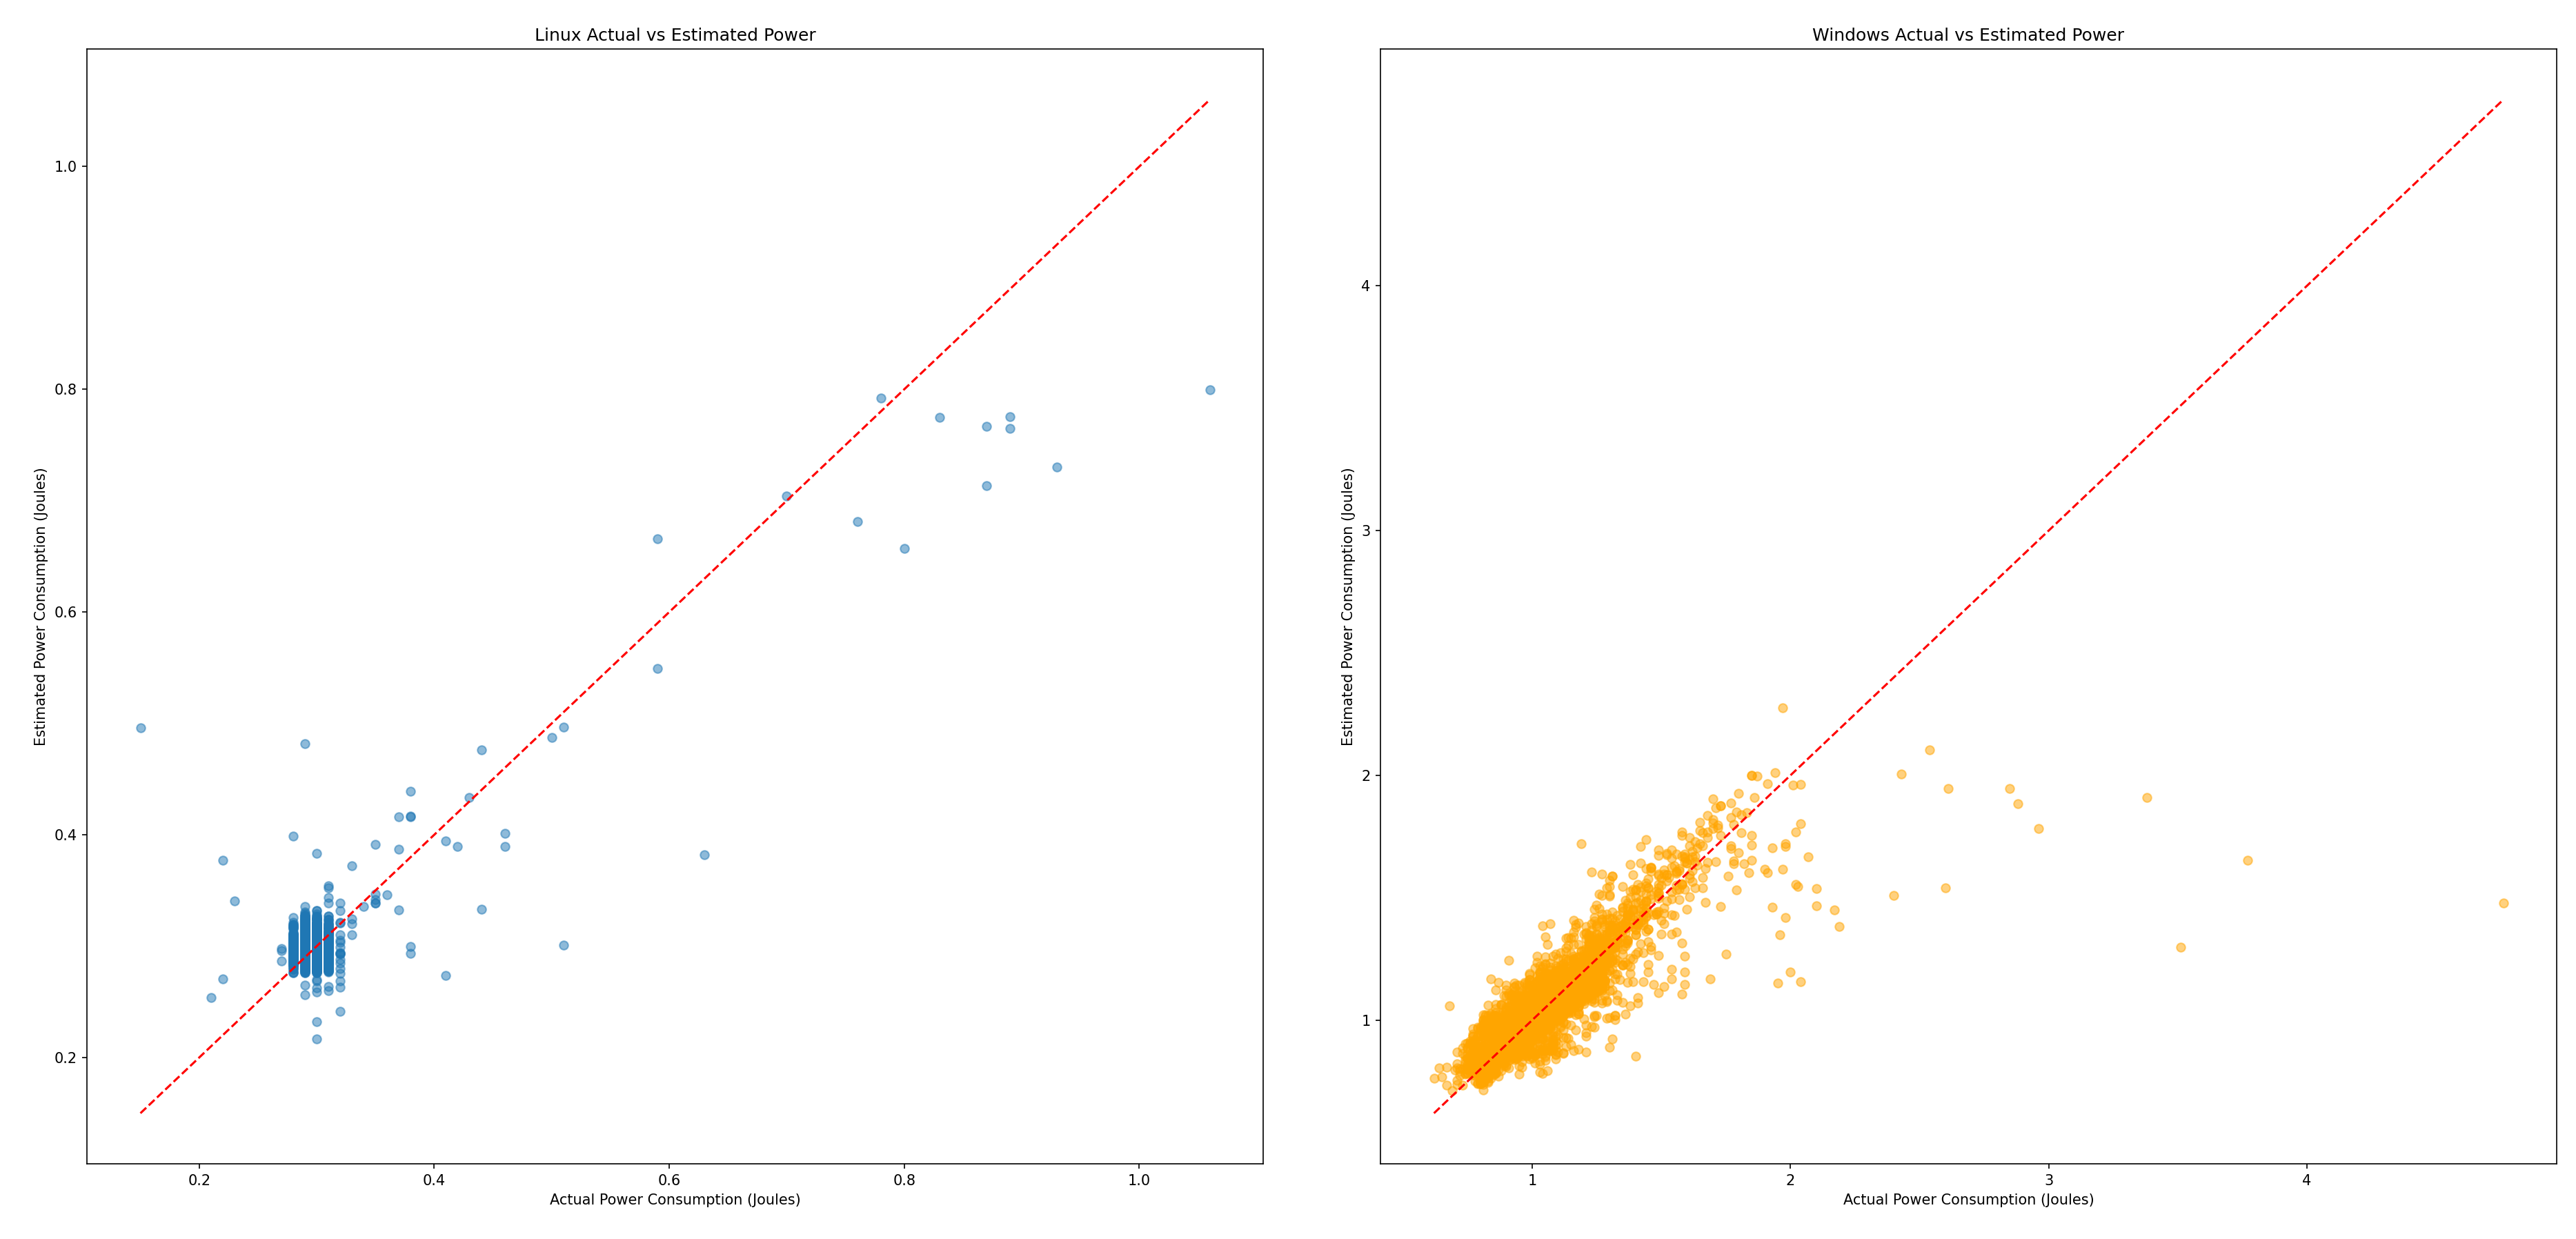 Linux Actual vs Estimated Power
1.0
0.8
0.6
0.4
0.2
Estimated Power Consumption (Joules)
0.2 0.4 0.6 0.8 1.0
Actual Power Consumption (Joules)
Windows Actual vs Estimated Power
4
3
2
1
Estimated Power Consumption (Joules)
1 2 3 4
Actual Power Consumption (Joules)